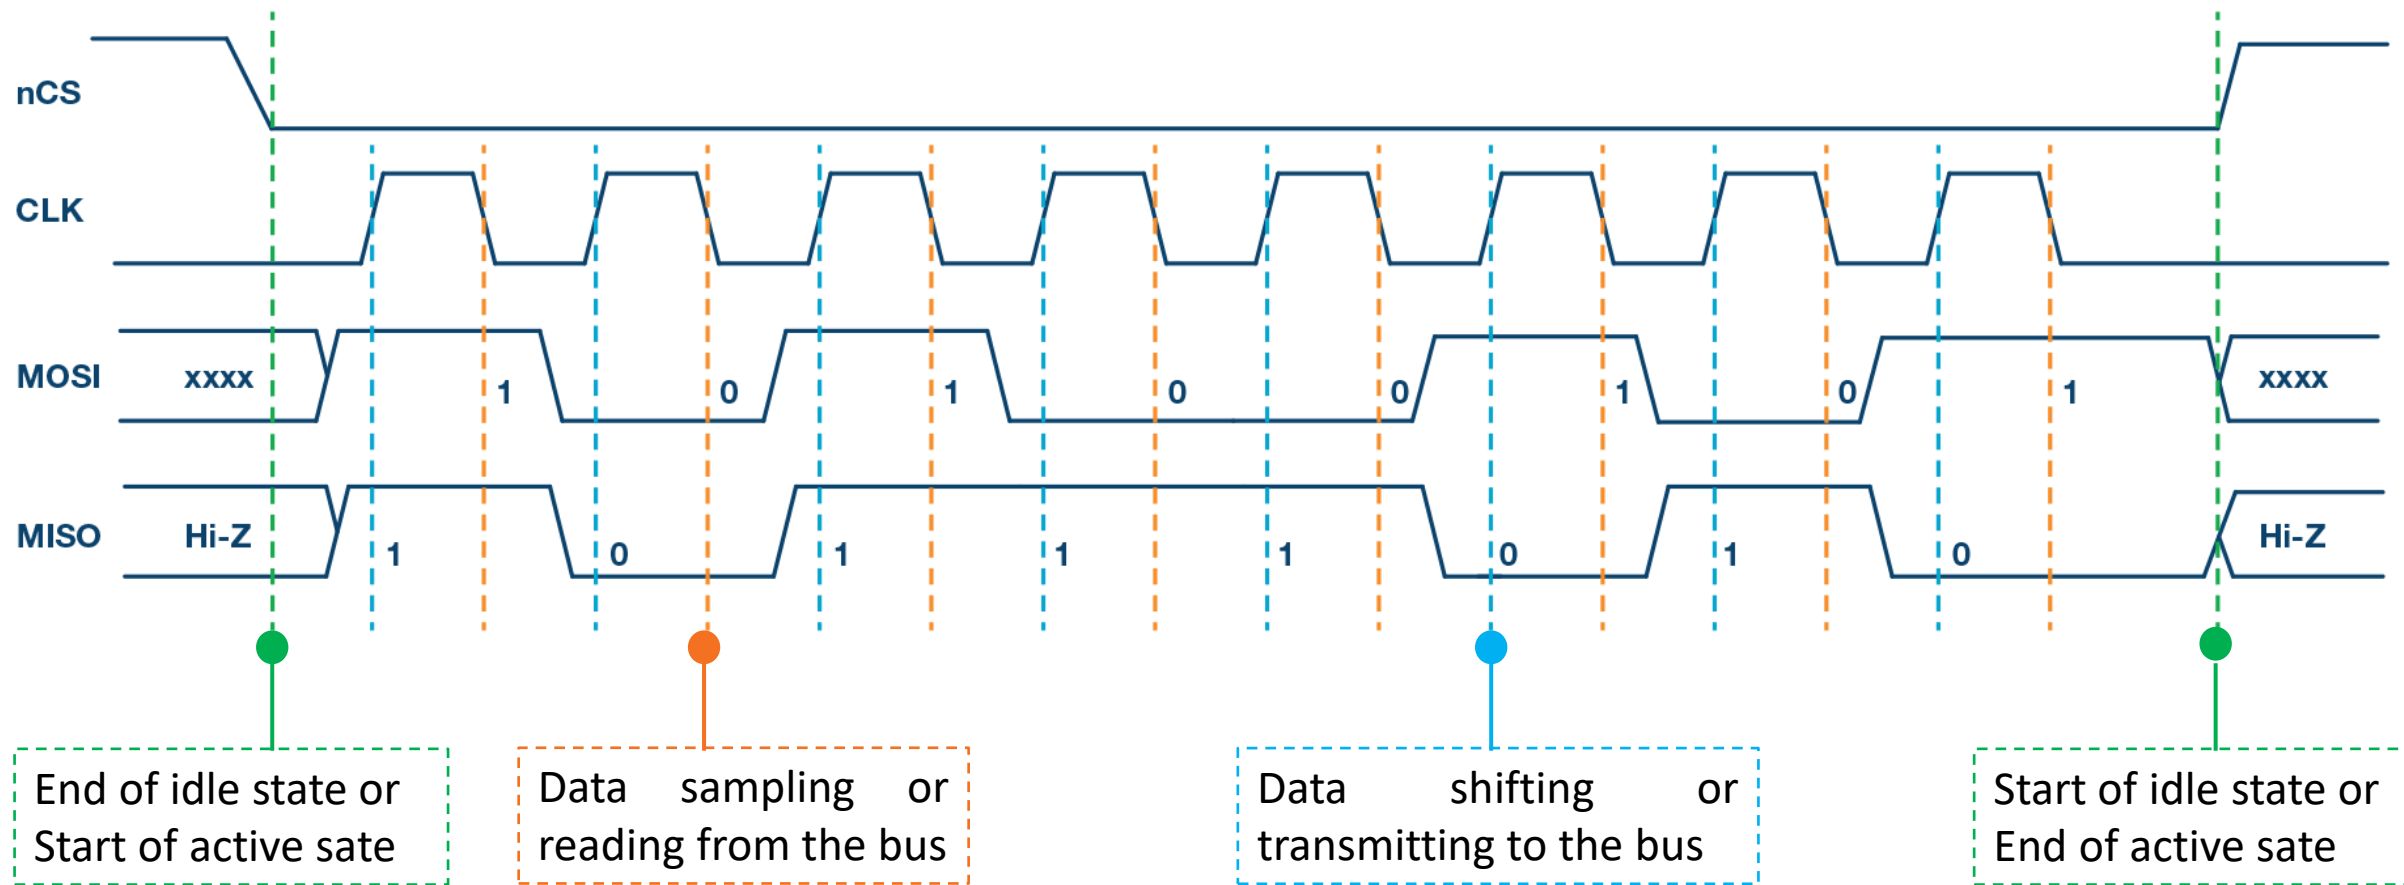 nCS
CLK
MOSI xxxx 1 0 1 0 0 1 0 1 xxxx
MISO Hi-Z 1 0 1 1 1 0 1 0 Hi-Z
End of idle state or
Start of active sate
Data sampling or
reading from the bus
Data shifting or
transmitting to the bus
Start of idle state or
End of active sate